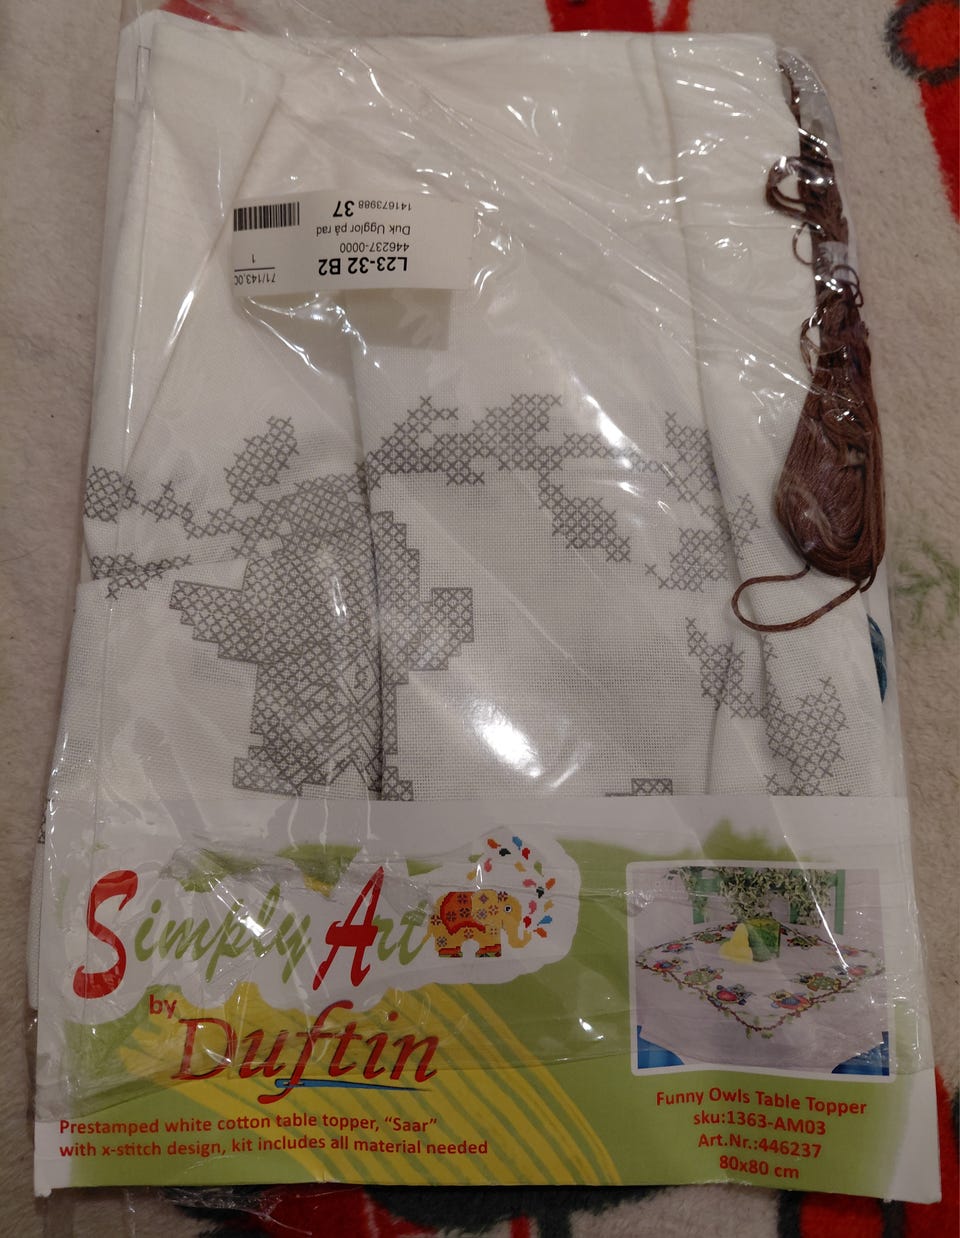 L23-32 B2
446237-0000
Duk Ugglor på rad
141673988 37
71/143.00
1
Simply Art
by
Duftin
Prestamped white cotton table topper, “Saar”
with x-stitch design, kit includes all material needed
Funny Owls Table Topper
sku:1363-AM03
Art.Nr.:446237
80x80 cm